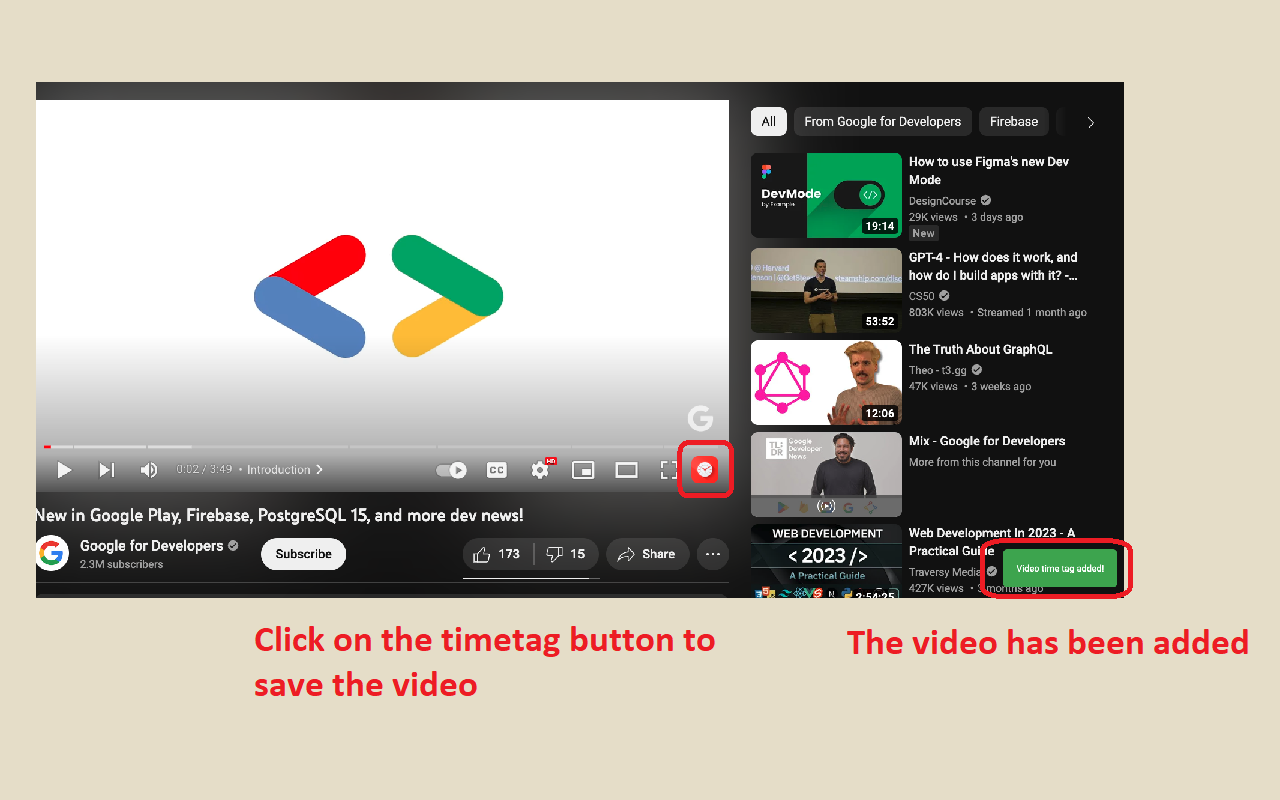 All
From Google for Developers
Firebase
DevMode
by Example
19:14
How to use Figma's new Dev
Mode
DesignCourse
29K views • 3 days ago
New
@ Harvard
53:52
GPT-4 - How does it work, and
how do I build apps with it? -...
CS50
803K views • Streamed 1 month ago
12:06
The Truth About GraphQL
Theo - t3.gg
47K views • 3 weeks ago
TL;
DR
Google
Developer
News
Mix - Google for Developers
More from this channel for you
WEB DEVELOPMENT
< 2023 />
A Practical Guide
2:54:25
Web Development In 2023 - A
Practical Guide
Traversy Media
427K views • 3 months ago
Video time tag added!
G
0:02 / 3:49 • Introduction
CC
HD
New in Google Play, Firebase, PostgreSQL 15, and more dev news!
Google for Developers
2.3M subscribers
Subscribe
173
15
Share
Click on the timetag button to
save the video
The video has been added